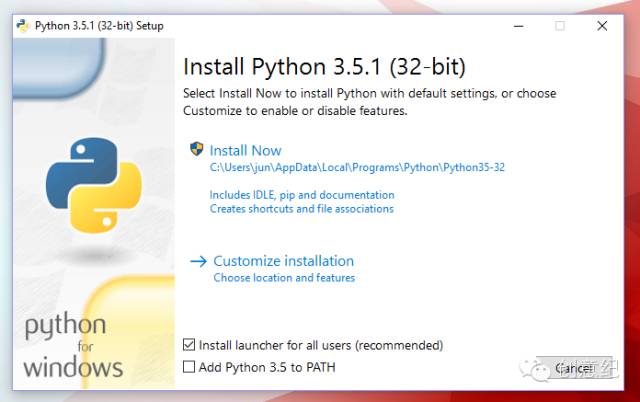 Python 3.5.1 (32-bit) Setup
Install Python 3.5.1 (32-bit)
Select Install Now to install Python with default settings, or choose
Customize to enable or disable features.
Install Now
C:\Users\jun\AppData\Local\Programs\Python\Python35-32
Includes IDLE, pip and documentation
Creates shortcuts and file associations
Customize installation
Choose location and features
python
for
windows
Install launcher for all users (recommended)
Add Python 3.5 to PATH
Cancel
创意纪